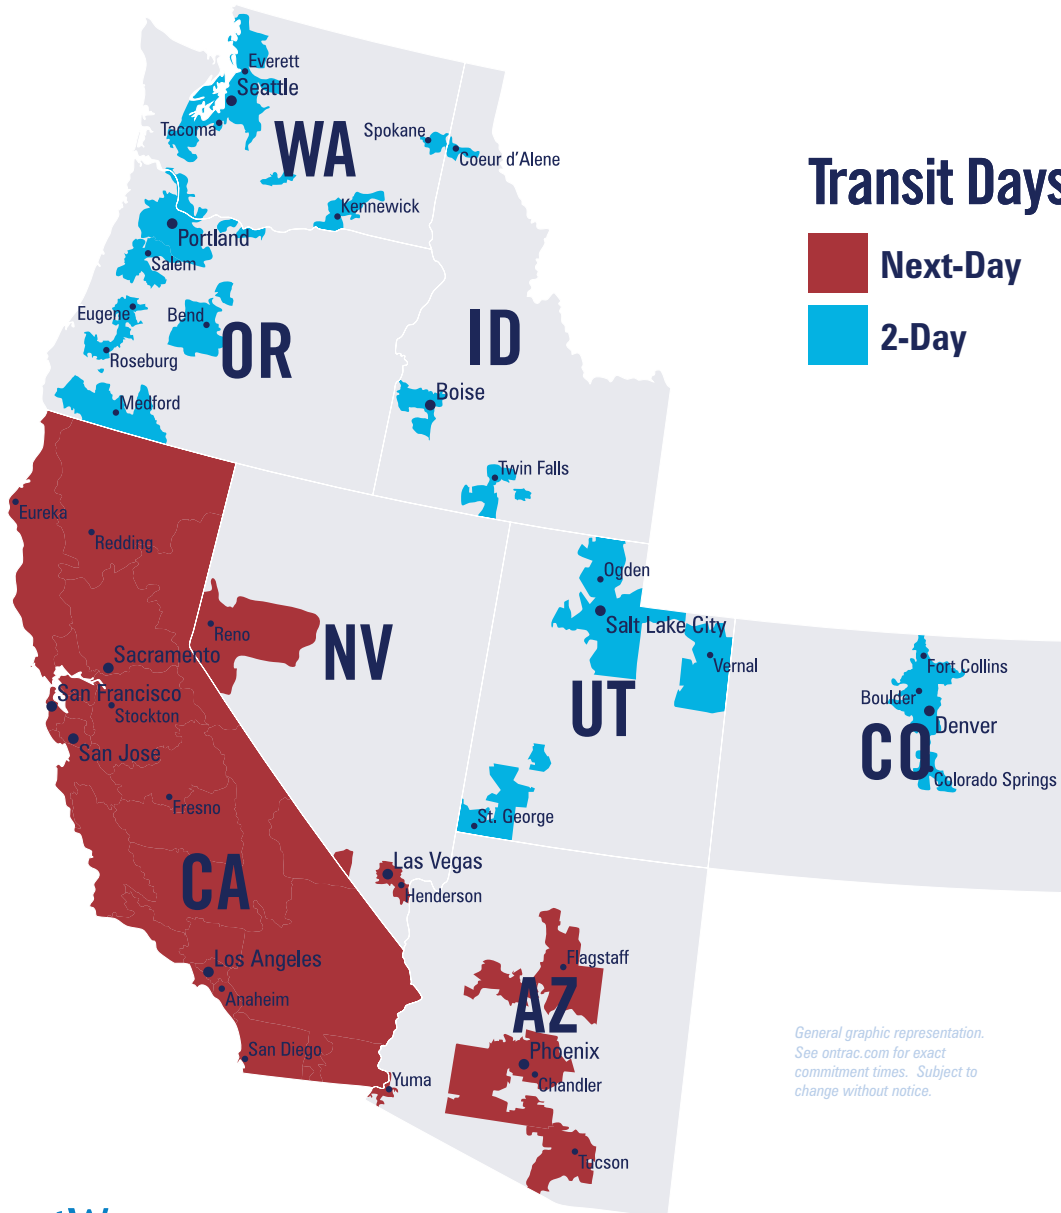 Everett
Seattle
Tacoma
WA
Spokane
Coeur d'Alene
Kennewick
Portland
Salem
Eugene
Bend
OR
Roseburg
Medford
ID
Boise
Twin Falls
Transit Days
Next-Day
2-Day
Eureka
Redding
Reno
NV
Sacramento
San Francisco
Stockton
San Jose
Fresno
CA
Ogden
Salt Lake City
Vernal
UT
St. George
Fort Collins
Boulder
Denver
CO
Colorado Springs
Las Vegas
Henderson
Los Angeles
Anaheim
San Diego
Yuma
Flagstaff
AZ
Phoenix
Chandler
Tucson
General graphic representation.
See ontrac.com for exact
commitment times. Subject to
change without notice.